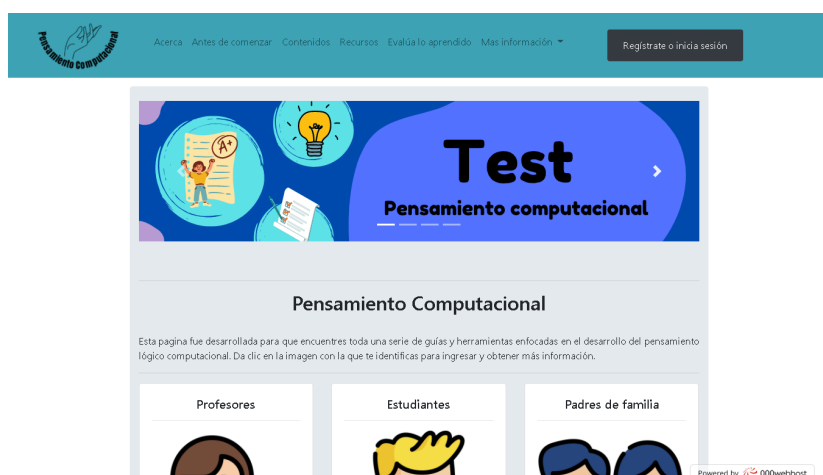 Pensamiento Computacional
Acerca Antes de comenzar Contenidos Recursos Evalúa lo aprendido Mas información
Regístrate o inicia sesión
A+
Test
Pensamiento computacional
Pensamiento Computacional
Esta pagina fue desarrollada para que encuentres toda una serie de guías y herramientas enfocadas en el desarrollo del pensamiento
lógico computacional. Da clic en la imagen con la que te identificas para ingresar y obtener más información.
Profesores Estudiantes Padres de familia
Powered by 000webhost